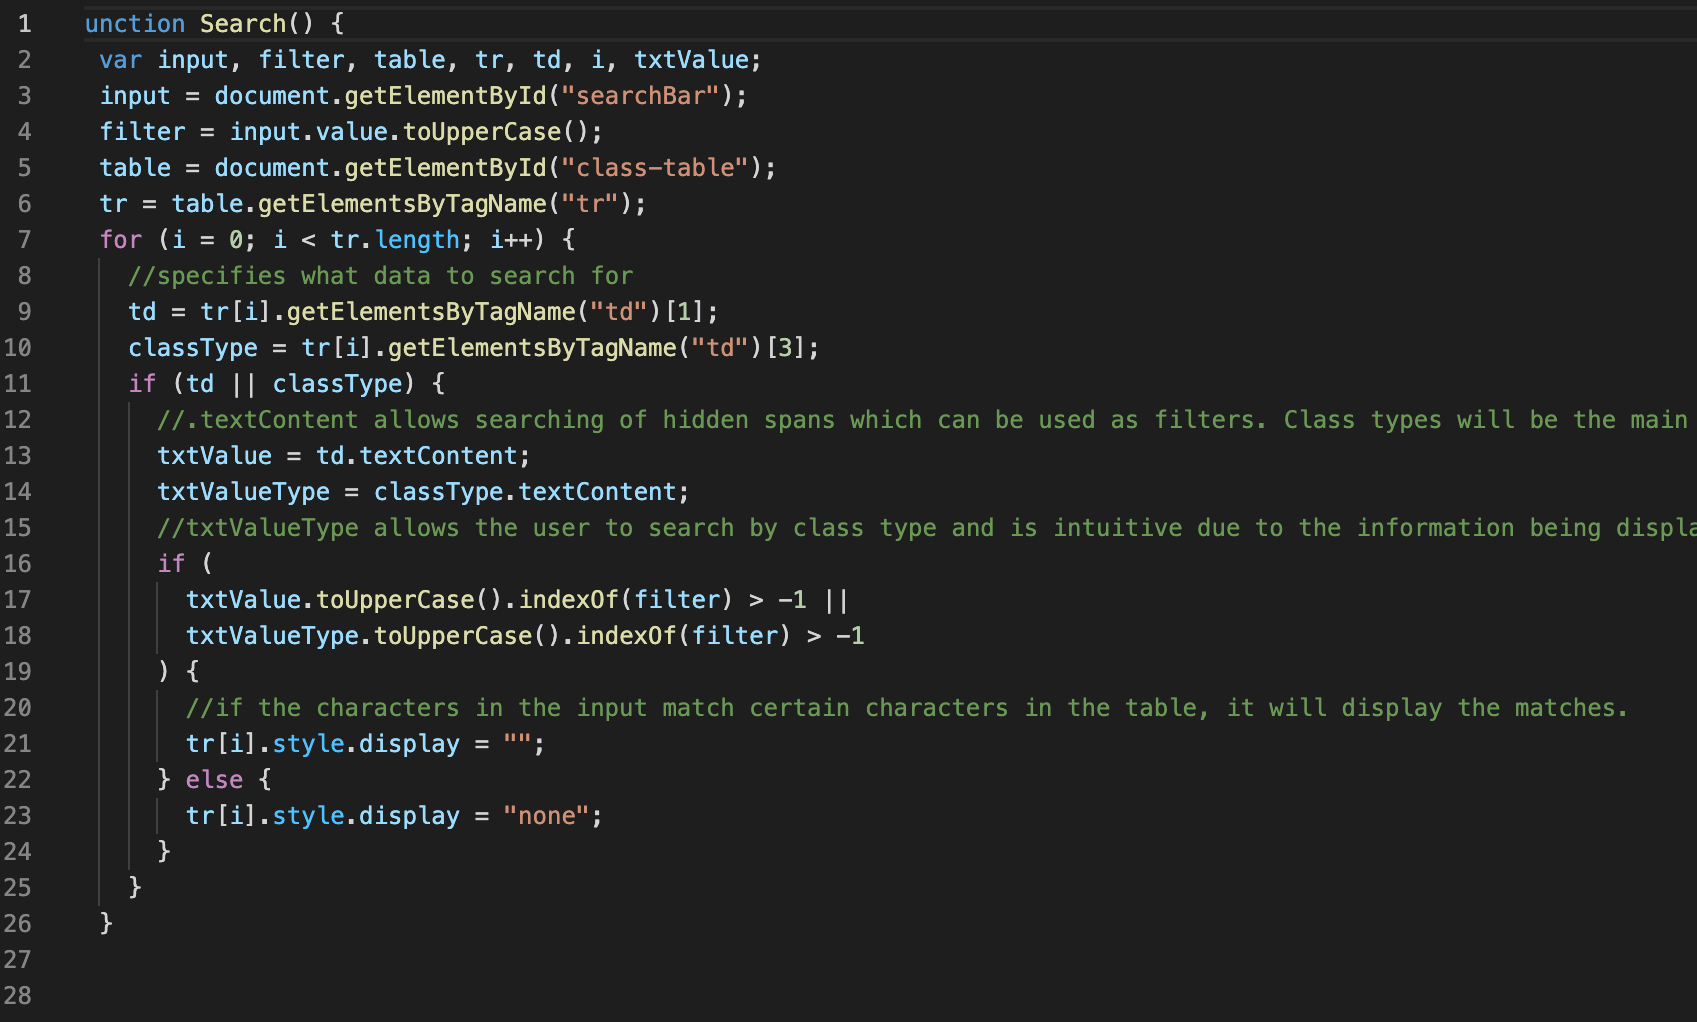 1 unction Search() {
2 var input, filter, table, tr, td, i, txtValue;
3 input = document.getElementById("searchBar");
4 filter = input.value.toUpperCase();
5 table = document.getElementById("class-table");
6 tr = table.getElementsByTagName("tr");
7 for (i = 0; i < tr.length; i++) {
8 //specifies what data to search for
9 td = tr[i].getElementsByTagName("td")[1];
10 classType = tr[i].getElementsByTagName("td")[3];
11 if (td || classType) {
12 //.textContent allows searching of hidden spans which can be used as filters. Class types will be the main
13 txtValue = td.textContent;
14 txtValueType = classType.textContent;
15 //txtValueType allows the user to search by class type and is intuitive due to the information being displa
16 if (
17 txtValue.toUpperCase().indexOf(filter) > -1 ||
18 txtValueType.toUpperCase().indexOf(filter) > -1
19 ) {
20 //if the characters in the input match certain characters in the table, it will display the matches.
21 tr[i].style.display = "";
22 } else {
23 tr[i].style.display = "none";
24 }
25 }
26 }
27
28